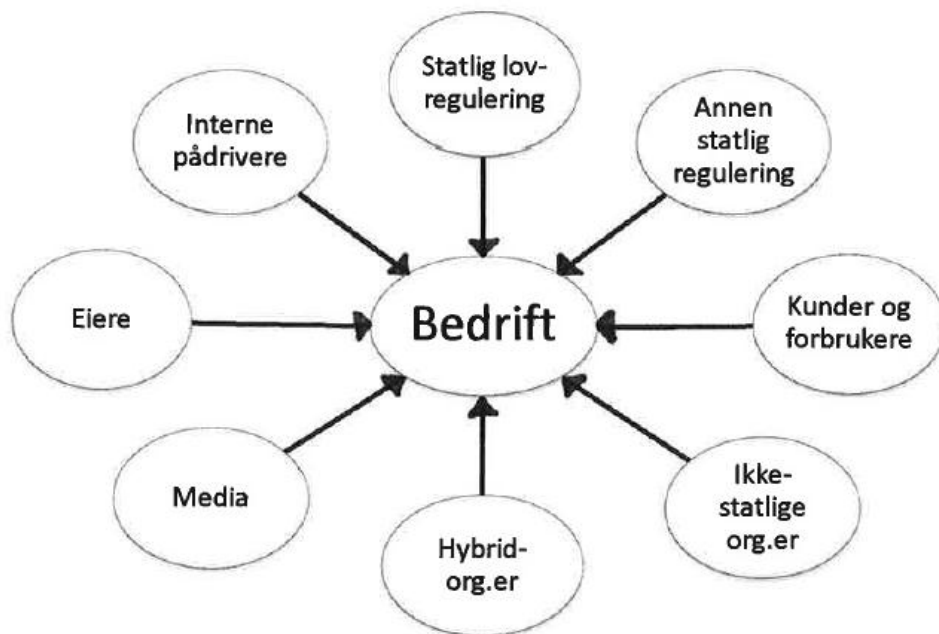 Statlig lov-
regulering
Annen
statlig
regulering
Interne
pådrivere
Eiere
Bedrift
Kunder og
forbrukere
Media
Hybrid-
org.er
Ikke-
statlige
org.er